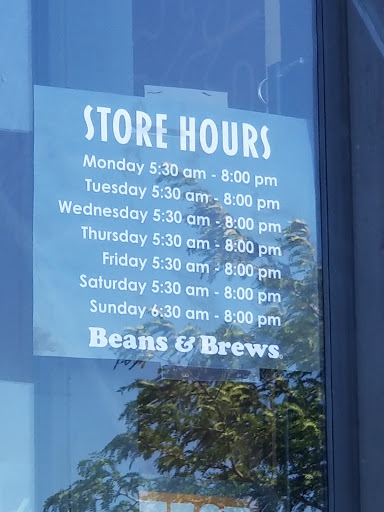 STORE HOURS
Monday 5:30 am - 8:00 pm
Tuesday 5:30 am - 8:00 pm
Wednesday 5:30 am - 8:00 pm
Thursday 5:30 am - 8:00 pm
Friday 5:30 am - 8:00 pm
Saturday 5:30 am - 8:00 pm
Sunday 6:30 am - 8:00 pm
Beans & Brews®